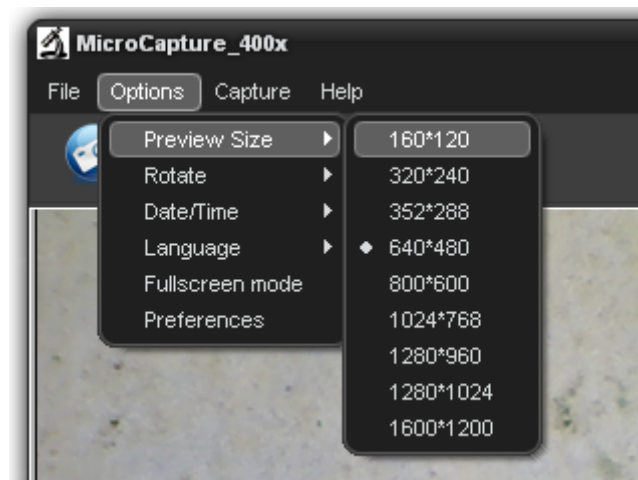 MicroCapture_400x
File Options Capture Help
Preview Size
Rotate
Date/Time
Language
Fullscreen mode
Preferences
160*120
320*240
352*288
640*480
800*600
1024*768
1280*960
1280*1024
1600*1200